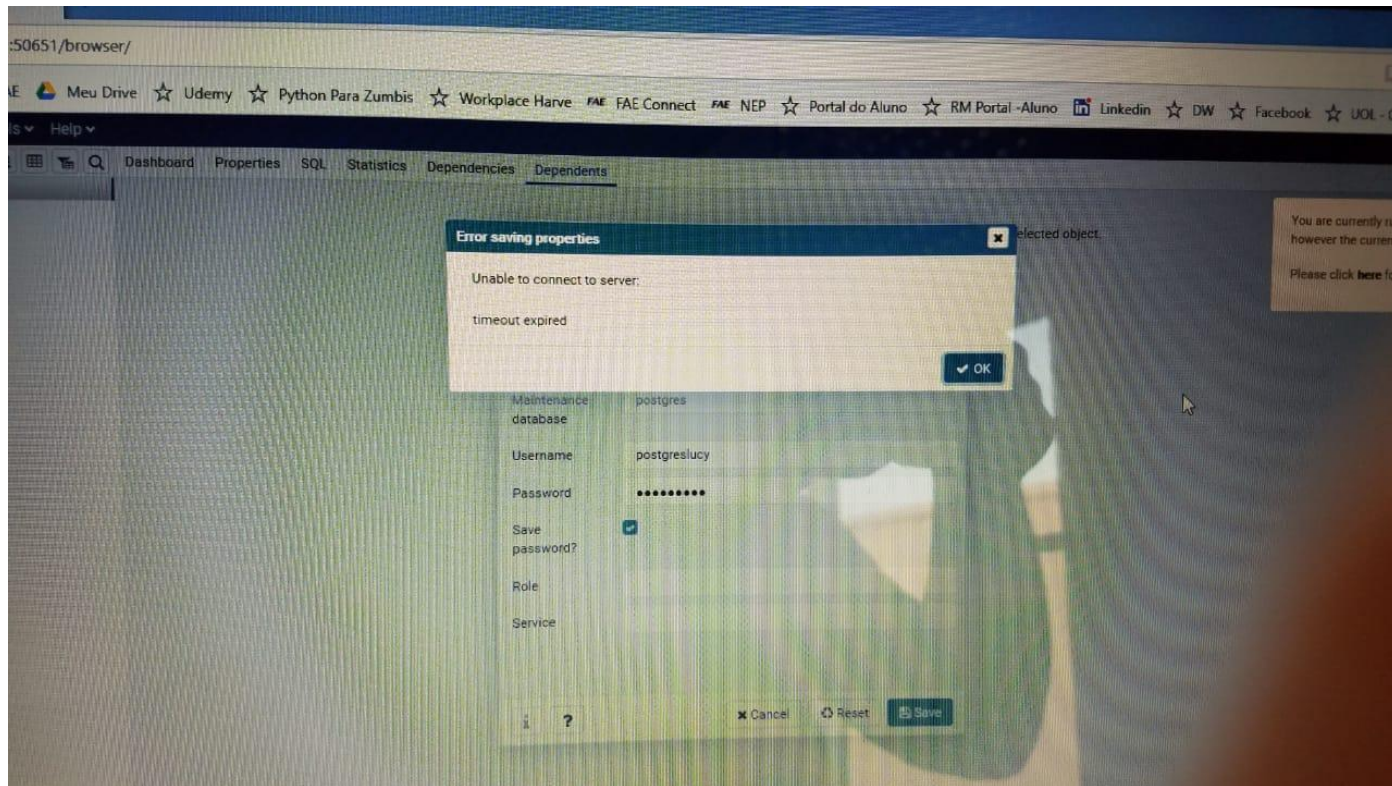 :50651/browser/
Meu Drive Udemy Python Para Zumbis Workplace Harve FAE FAE Connect FAE NEP Portal do Aluno RM Portal -Aluno Linkedin DW Facebook UOL -
Help
Dashboard Properties SQL Statistics Dependencies Dependents
Error saving properties
elected object.
You are currently
however the
Please click here
Unable to connect to server:
timeout expired
OK
Maintenance
database
postgres
Username postgreslucy
Password •••••••••
Save
password?
Role
Service
i ? Cancel Reset Save